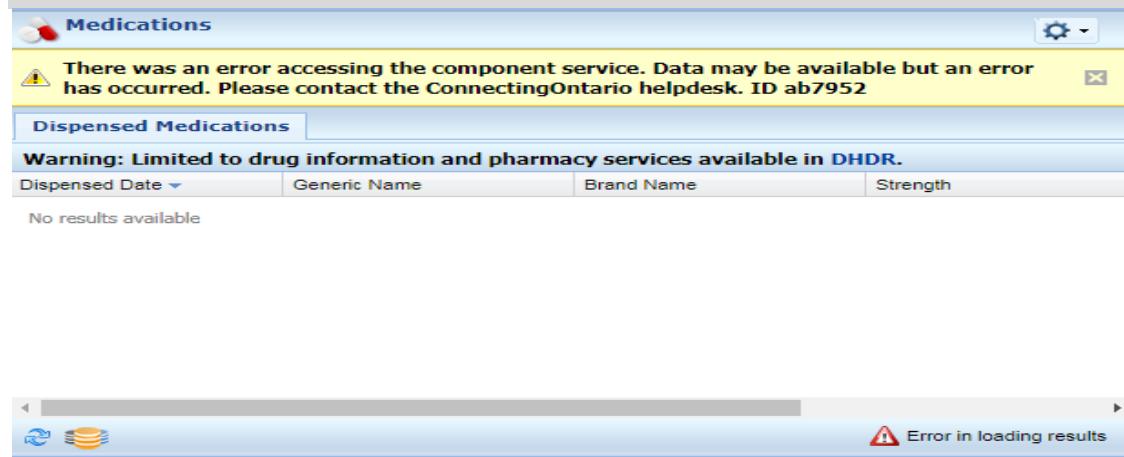 Medications
There was an error accessing the component service. Data may be available but an error
has occurred. Please contact the ConnectingOntario helpdesk. ID ab7952
Dispensed Medications
Warning: Limited to drug information and pharmacy services available in DHDR.
Dispensed Date Generic Name Brand Name Strength
No results available
Error in loading results